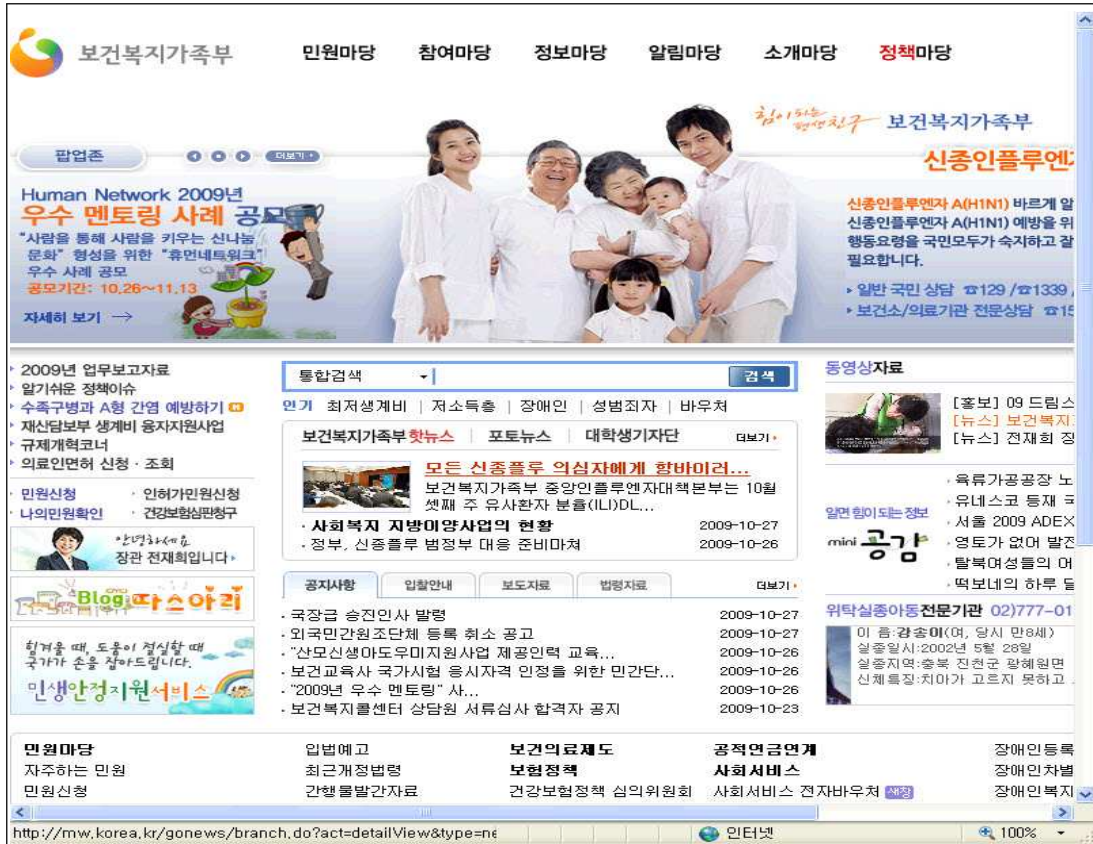 보건복지가족부
민원마당 참여마당 정보마당 알림마당 소개마당 정책마당
힘이 되는 평생친구 보건복지가족부
팝업존 더보기
Human Network 2009년
우수 멘토링 사례 공모
"사람을 통해 사람을 키우는 신나눔
문화" 형성을 위한 "휴먼네트워크"
우수 사례 공모
공모기간: 10.26~11.13
자세히 보기 →
신종인플루엔
신종인플루엔자 A(H1N1) 바르게 알
신종인플루엔자 A(H1N1) 예방을 위
행동요령을 국민모두가 숙지하고 잘
필요합니다.
일반 국민 상담 ☎129 /☎1339
보건소/의료기관 전문상담 ☎15
2009년 업무보고자료
알기쉬운 정책이슈
수족구병과 A형 간염 예방하기
재산담보부 생계비 융자지원사업
규제개혁코너
의료인면허 신청 · 조회
민원신청 · 인허가민원신청
나의민원확인 · 건강보험심판청구
안녕하세요
장관 전재희입니다
Blog 따스아리
힘겨울 때, 도움이 절실할 때
국가가 손을 잡아드립니다.
민생안정지원서비스
통합검색 검색
인기 최저생계비 | 저소득층 | 장애인 | 성범죄자 | 바우처
보건복지가족부핫뉴스 | 포토뉴스 | 대학생기자단 더보기
모든 신종플루 의심자에게 항바이러...
보건복지가족부 중앙인플루엔자대책본부는 10월
셋째 주 유사환자 분율(ILI)DL...
· 사회복지 지방이양사업의 현황 2009-10-27
· 정부, 신종플루 범정부 대응 준비마쳐 2009-10-26
공지사항 입찰안내 보도자료 법령자료 더보기
· 국장급 승진인사 발령 2009-10-27
· 외국민간원조단체 등록 취소 공고 2009-10-27
· "산모신생아도우미지원사업 제공인력 교육... 2009-10-26
· 보건교육사 국가시험 응시자격 인정을 위한 민간단... 2009-10-26
· "2009년 우수 멘토링" 사... 2009-10-26
· 보건복지콜센터 상담원 서류심사 합격자 공지 2009-10-23
동영상자료
[홍보] 09 드림스
[뉴스] 보건복지
[뉴스] 전재희 장
알면 힘이 되는 정보
mini 공감
· 육류가공공장 노
· 유네스코 등재 국
· 서울 2009 ADEX
· 영토가 없어 발전
· 탈북여성들의 어
· 떡보네의 하루 달
위탁실종아동전문기관 02)777-01
이 름:강송이(여, 당시 만8세)
실종일시:2002년 5월 28일
실종지역:충북 진천군 광혜원면
신체특징:치아가 고르지 못하고
민원마당 입법예고 보건의료제도 공적연금연계 장애인등록
자주하는 민원 최근개정법령 보험정책 사회서비스 장애인차별
민원신청 간행물발간자료 건강보험정책 심의위원회 사회서비스 전자바우처 새창 장애인복지
http://mw.korea.kr/gonews/branch.do?act=detailView&type=ne 인터넷 100%